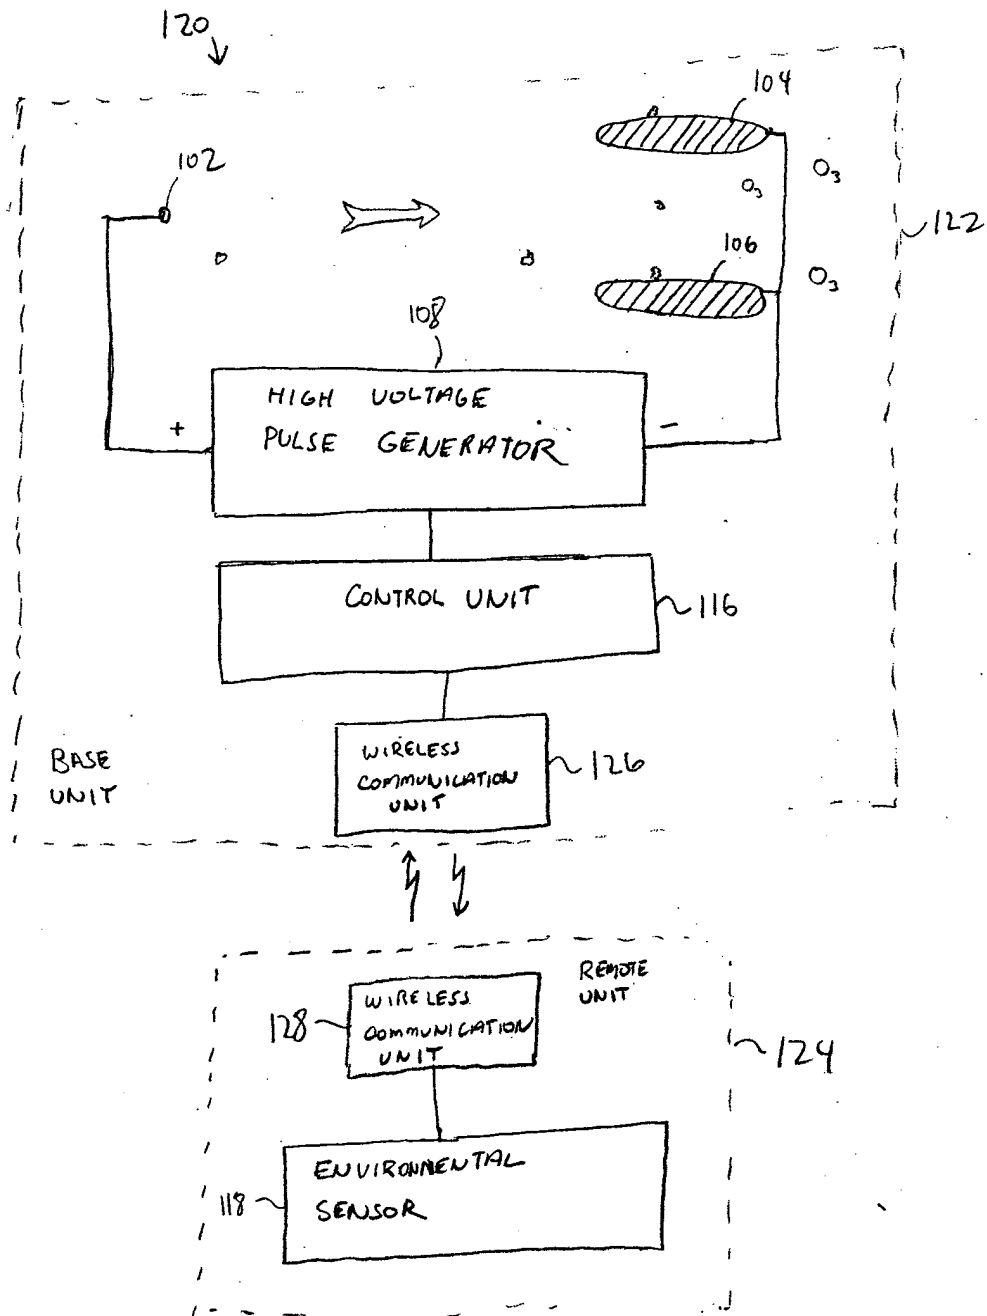 120
104
102
O3
O3
122
106
O3
108
HIGH VOLTAGE
PULSE GENERATOR
+
-
CONTROL UNIT
116
BASE
UNIT
WIRELESS
COMMUNICATION
UNIT
126
REMOTE
UNIT
WIRELESS
COMMUNICATION
UNIT
128
124
ENVIRONMENTAL
SENSOR
118